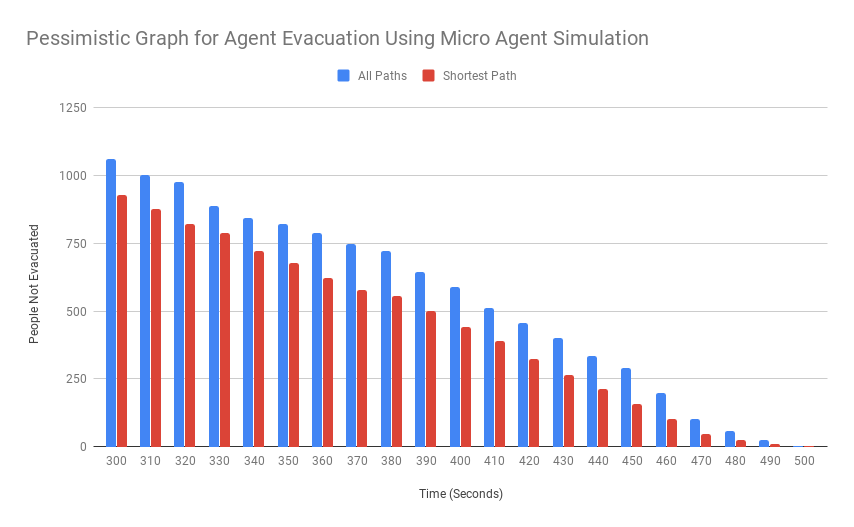 Pessimistic Graph for Agent Evacuation Using Micro Agent Simulation
All Paths Shortest Path
1250
1000
750
500
250
0
People Not Evacuated
300 310 320 330 340 350 360 370 380 390 400 410 420 430 440 450 460 470 480 490 500
Time (Seconds)